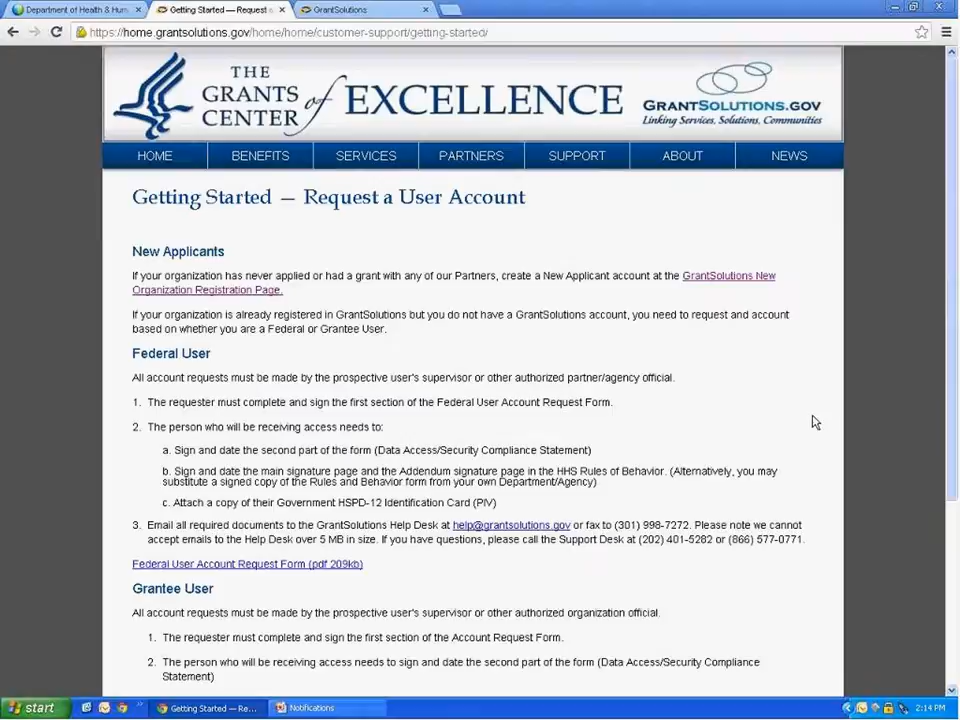 Department of Health & Hum
Getting Started — Request a
GrantSolutions
https://home.grantsolutions.gov/home/home/customer-support/getting-started/
THE GRANTS CENTER of EXCELLENCE
GRANTSOLUTIONS.GOV
Linking Services, Solutions, Communities
HOME BENEFITS SERVICES PARTNERS SUPPORT ABOUT NEWS
Getting Started — Request a User Account
New Applicants
If your organization has never applied or had a grant with any of our Partners, create a New Applicant account at the GrantSolutions New
Organization Registration Page.
If your organization is already registered in GrantSolutions but you do not have a GrantSolutions account, you need to request and account
based on whether you are a Federal or Grantee User.
Federal User
All account requests must be made by the prospective user's supervisor or other authorized partner/agency official.
1. The requester must complete and sign the first section of the Federal User Account Request Form.
2. The person who will be receiving access needs to:
a. Sign and date the second part of the form (Data Access/Security Compliance Statement)
b. Sign and date the main signature page and the Addendum signature page in the HHS Rules of Behavior. (Alternatively, you may
substitute a signed copy of the Rules and Behavior form from your own Department/Agency)
c. Attach a copy of their Government HSPD-12 Identification Card (PIV)
3. Email all required documents to the GrantSolutions Help Desk at help@grantsolutions.gov or fax to (301) 998-7272. Please note we cannot
accept emails to the Help Desk over 5 MB in size. If you have questions, please call the Support Desk at (202) 401-5282 or (866) 577-0771.
Federal User Account Request Form (pdf 209kb)
Grantee User
All account requests must be made by the prospective user's supervisor or other authorized organization official.
1. The requester must complete and sign the first section of the Account Request Form.
2. The person who will be receiving access needs to sign and date the second part of the form (Data Access/Security Compliance
Statement)
start
Getting Started — Re...
Notifications
2:14 PM